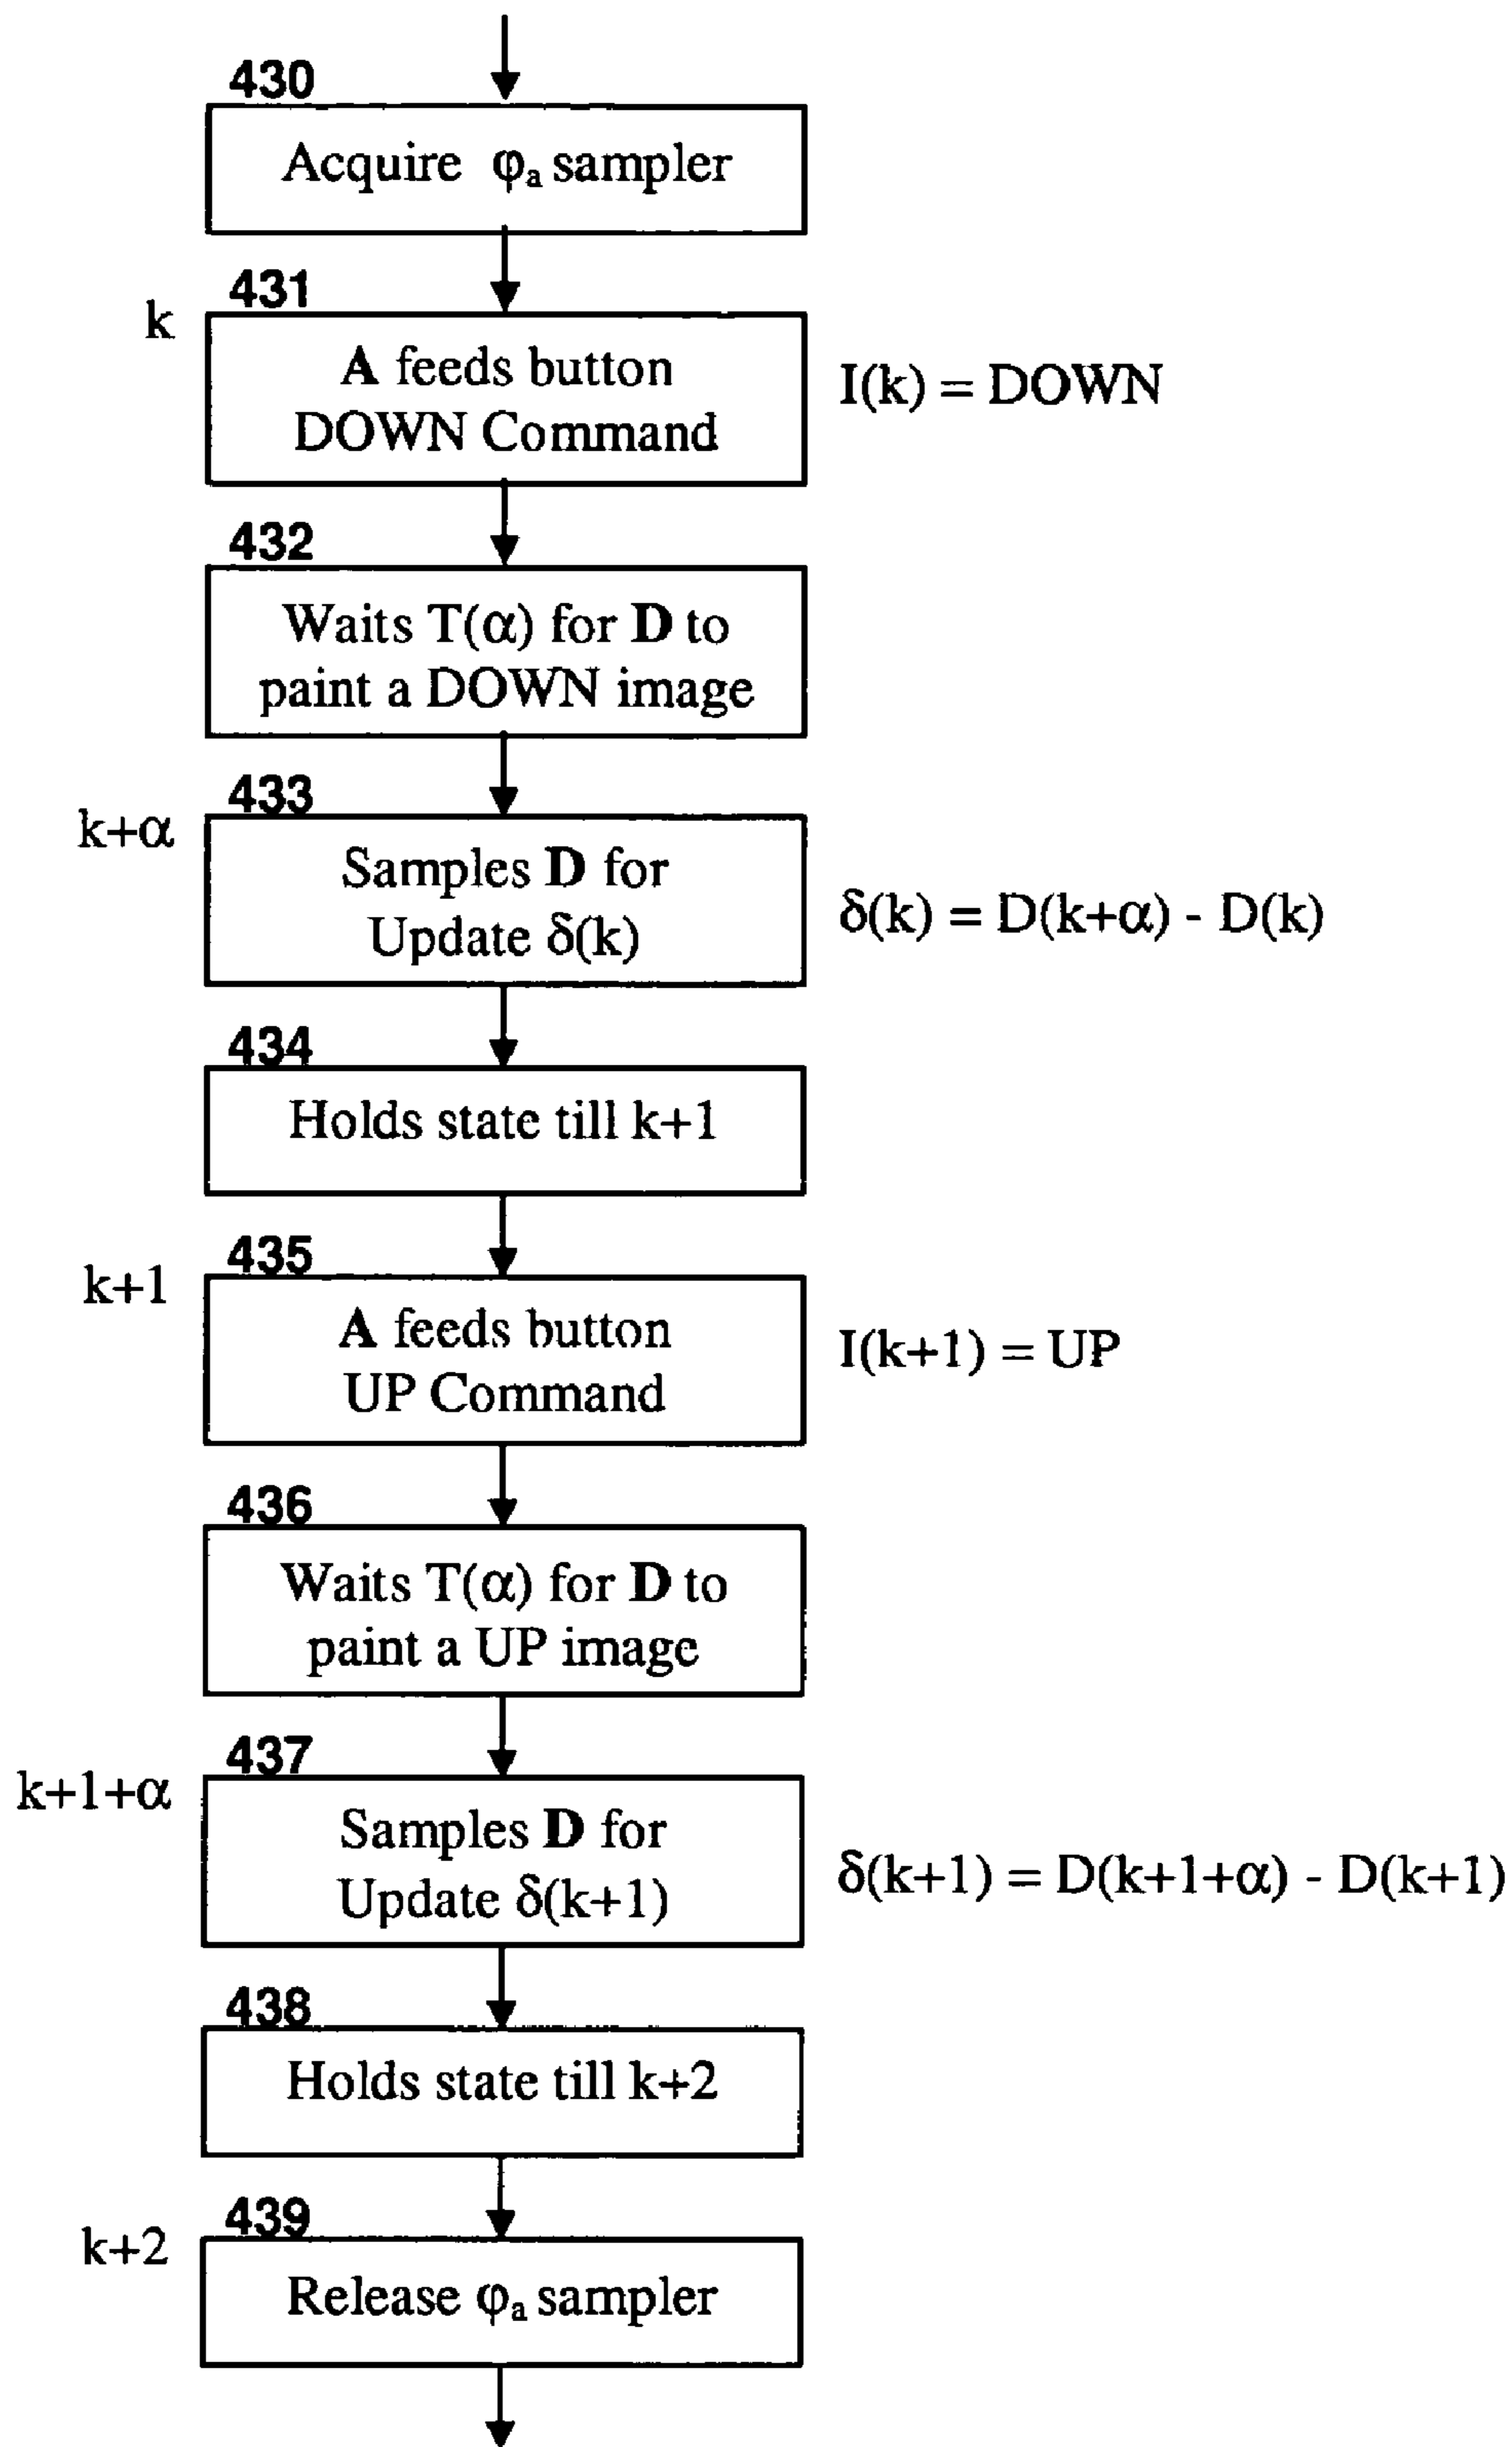 430
Acquire φa sampler
431
k
A feeds button
DOWN Command
I(k) = DOWN
432
Waits T(α) for D to
paint a DOWN image
433
k+α
Samples D for
Update δ(k)
δ(k) = D(k+α) - D(k)
434
Holds state till k+1
435
k+1
A feeds button
UP Command
I(k+1) = UP
436
Waits T(α) for D to
paint a UP image
437
k+1+α
Samples D for
Update δ(k+1)
δ(k+1) = D(k+1+α) - D(k+1)
438
Holds state till k+2
439
k+2
Release φa sampler